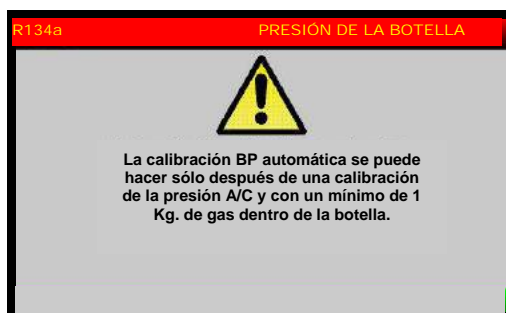 R134a PRESIÓN DE LA BOTELLA
La calibración BP automática se puede
hacer sólo después de una calibración
de la presión A/C y con un mínimo de 1
Kg. de gas dentro de la botella.